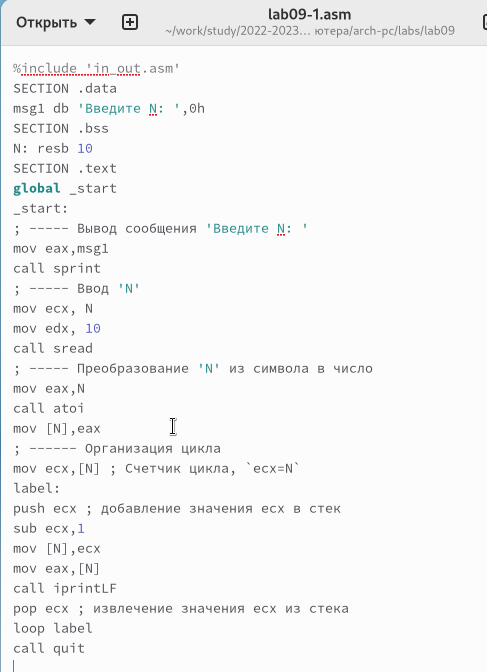 Открыть
lab09-1.asm
~/work/study/2022-2023... ютера/arch-pc/labs/lab09
%include 'in_out.asm'
SECTION .data
msg1 db 'Введите N: ',0h
SECTION .bss
N: resb 10
SECTION .text
global _start
_start:
; ----- Вывод сообщения 'Введите N: '
mov eax,msg1
call sprint
; ----- Ввод 'N'
mov ecx, N
mov edx, 10
call sread
; ----- Преобразование 'N' из символа в число
mov eax,N
call atoi
mov [N],eax
; ------ Организация цикла
mov ecx,[N] ; Счетчик цикла, `ecx=N`
label:
push ecx ; добавление значения ecx в стек
sub ecx,1
mov [N],ecx
mov eax,[N]
call iprintLF
pop ecx ; извлечение значения ecx из стека
loop label
call quit